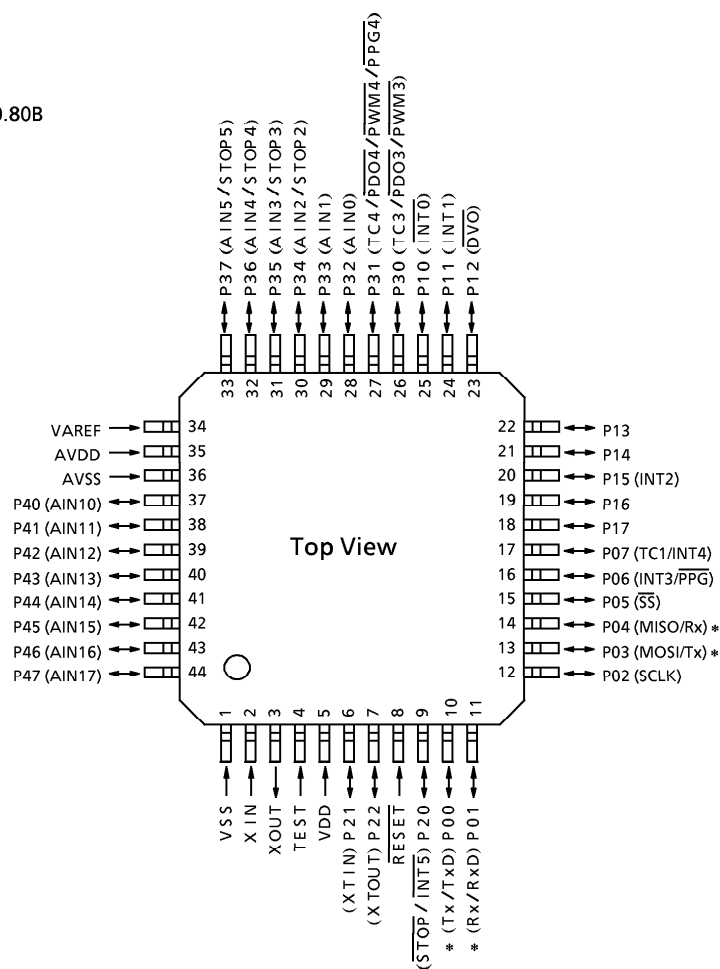 0.80B
P37 (AIN5/STOP5)
P36 (AIN4/STOP4)
P35 (AIN3/STOP3)
P34 (AIN2/STOP2)
P33 (AIN1)
P32 (AIN0)
P31 (TC4/PDO4/PWM4/PPG4)
P30 (TC3/PDO3/PWM3)
P10 (INT0)
P11 (INT1)
P12 (DVO)
33 32 31 30 29 28 27 26 25 24 23
VAREF 34
AVDD 35
AVSS 36
P40 (AIN10) 37
P41 (AIN11) 38
P42 (AIN12) 39
P43 (AIN13) 40
P44 (AIN14) 41
P45 (AIN15) 42
P46 (AIN16) 43
P47 (AIN17) 44
Top View
22 P13
21 P14
20 P15 (INT2)
19 P16
18 P17
17 P07 (TC1/INT4)
16 P06 (INT3/PPG)
15 P05 (SS)
14 P04 (MISO/Rx) *
13 P03 (MOSI/Tx) *
12 P02 (SCLK)
1 2 3 4 5 6 7 8 9 10 11
VSS
XIN
XOUT
TEST
VDD
(XTIN) P21
(XTOUT) P22
RESET
(STOP/INT5) P20
* (Tx/TxD) P00
* (Rx/RxD) P01